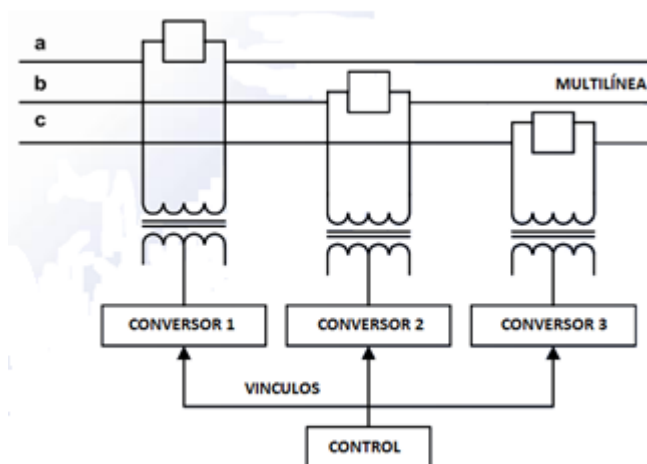 a
b
MULTILÍNEA
c
CONVERSOR 1
CONVERSOR 2
CONVERSOR 3
VINCULOS
CONTROL